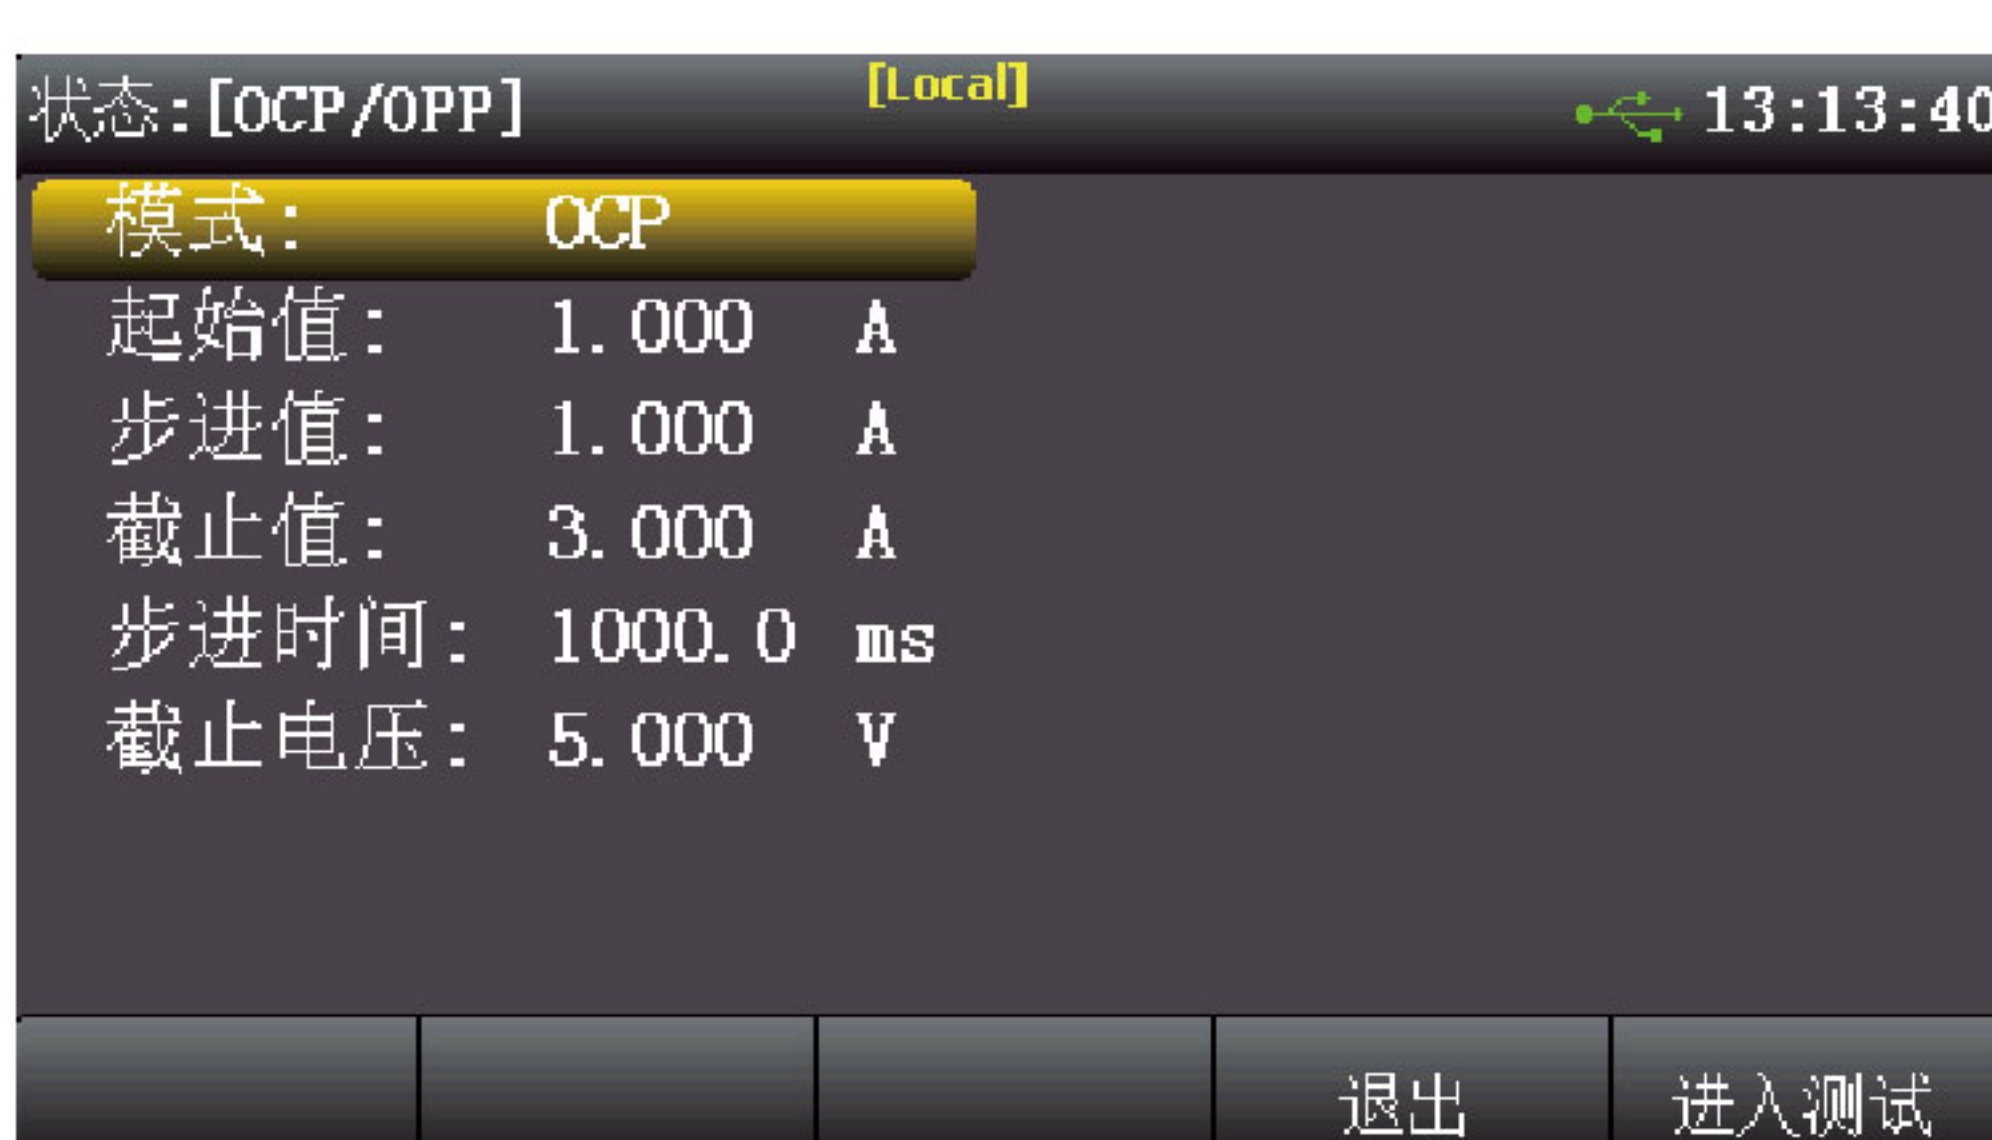 状态:[OCP/OPP] [Local] 13:13:40
模式: OCP
起始值: 1.000 A
步进值: 1.000 A
截止值: 3.000 A
步进时间: 1000.0 ms
截止电压: 5.000 V
退出 进入测试